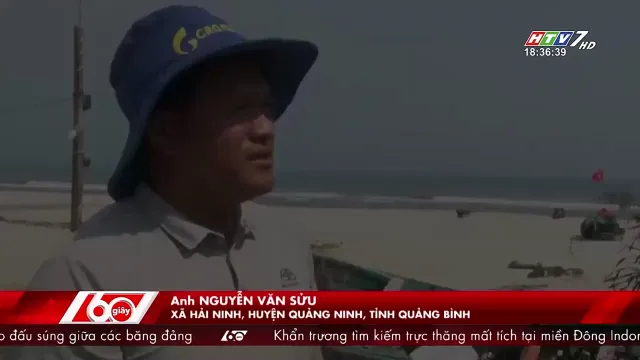 HTV7 HD
18:36:39
GRO
Anh NGUYỄN VĂN SỬU
60 giây
XÃ HẢI NINH, HUYỆN QUẢNG NINH, TỈNH QUẢNG BÌNH
o đấu súng giữa các băng đảng Khẩn trương tìm kiếm trực thăng mất tích tại miền Đông Indon